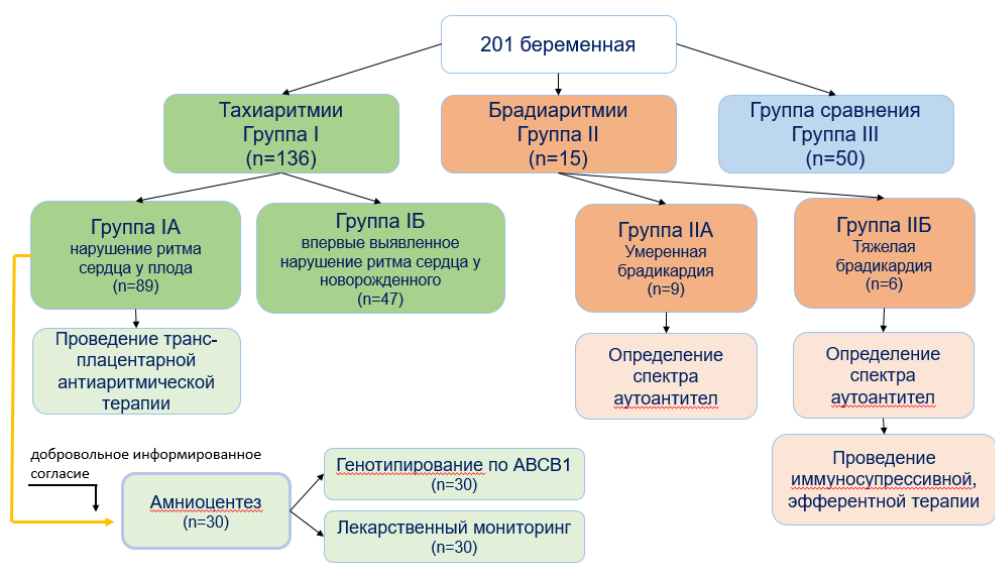 201 беременная
Тахиаритмии
Группа I
(n=136)
Брадиаритмии
Группа II
(n=15)
Группа сравнения
Группа III
(n=50)
Группа IА
нарушение ритма
сердца у плода
(n=89)
Группа IБ
впервые выявленное
нарушение ритма сердца у
новорожденного
(n=47)
Группа IIА
Умеренная
брадикардия
(n=9)
Группа IIБ
Тяжелая
брадикардия
(n=6)
Проведение транс-
плацентарной
антиаритмической
терапии
Определение
спектра
аутоантител
Определение
спектра
аутоантител
добровольное информированное
согласие
Амниоцентез
(n=30)
Генотипирование по ABCB1
(n=30)
Лекарственный мониторинг
(n=30)
Проведение
иммуносупрессивной,
эфферентной терапии